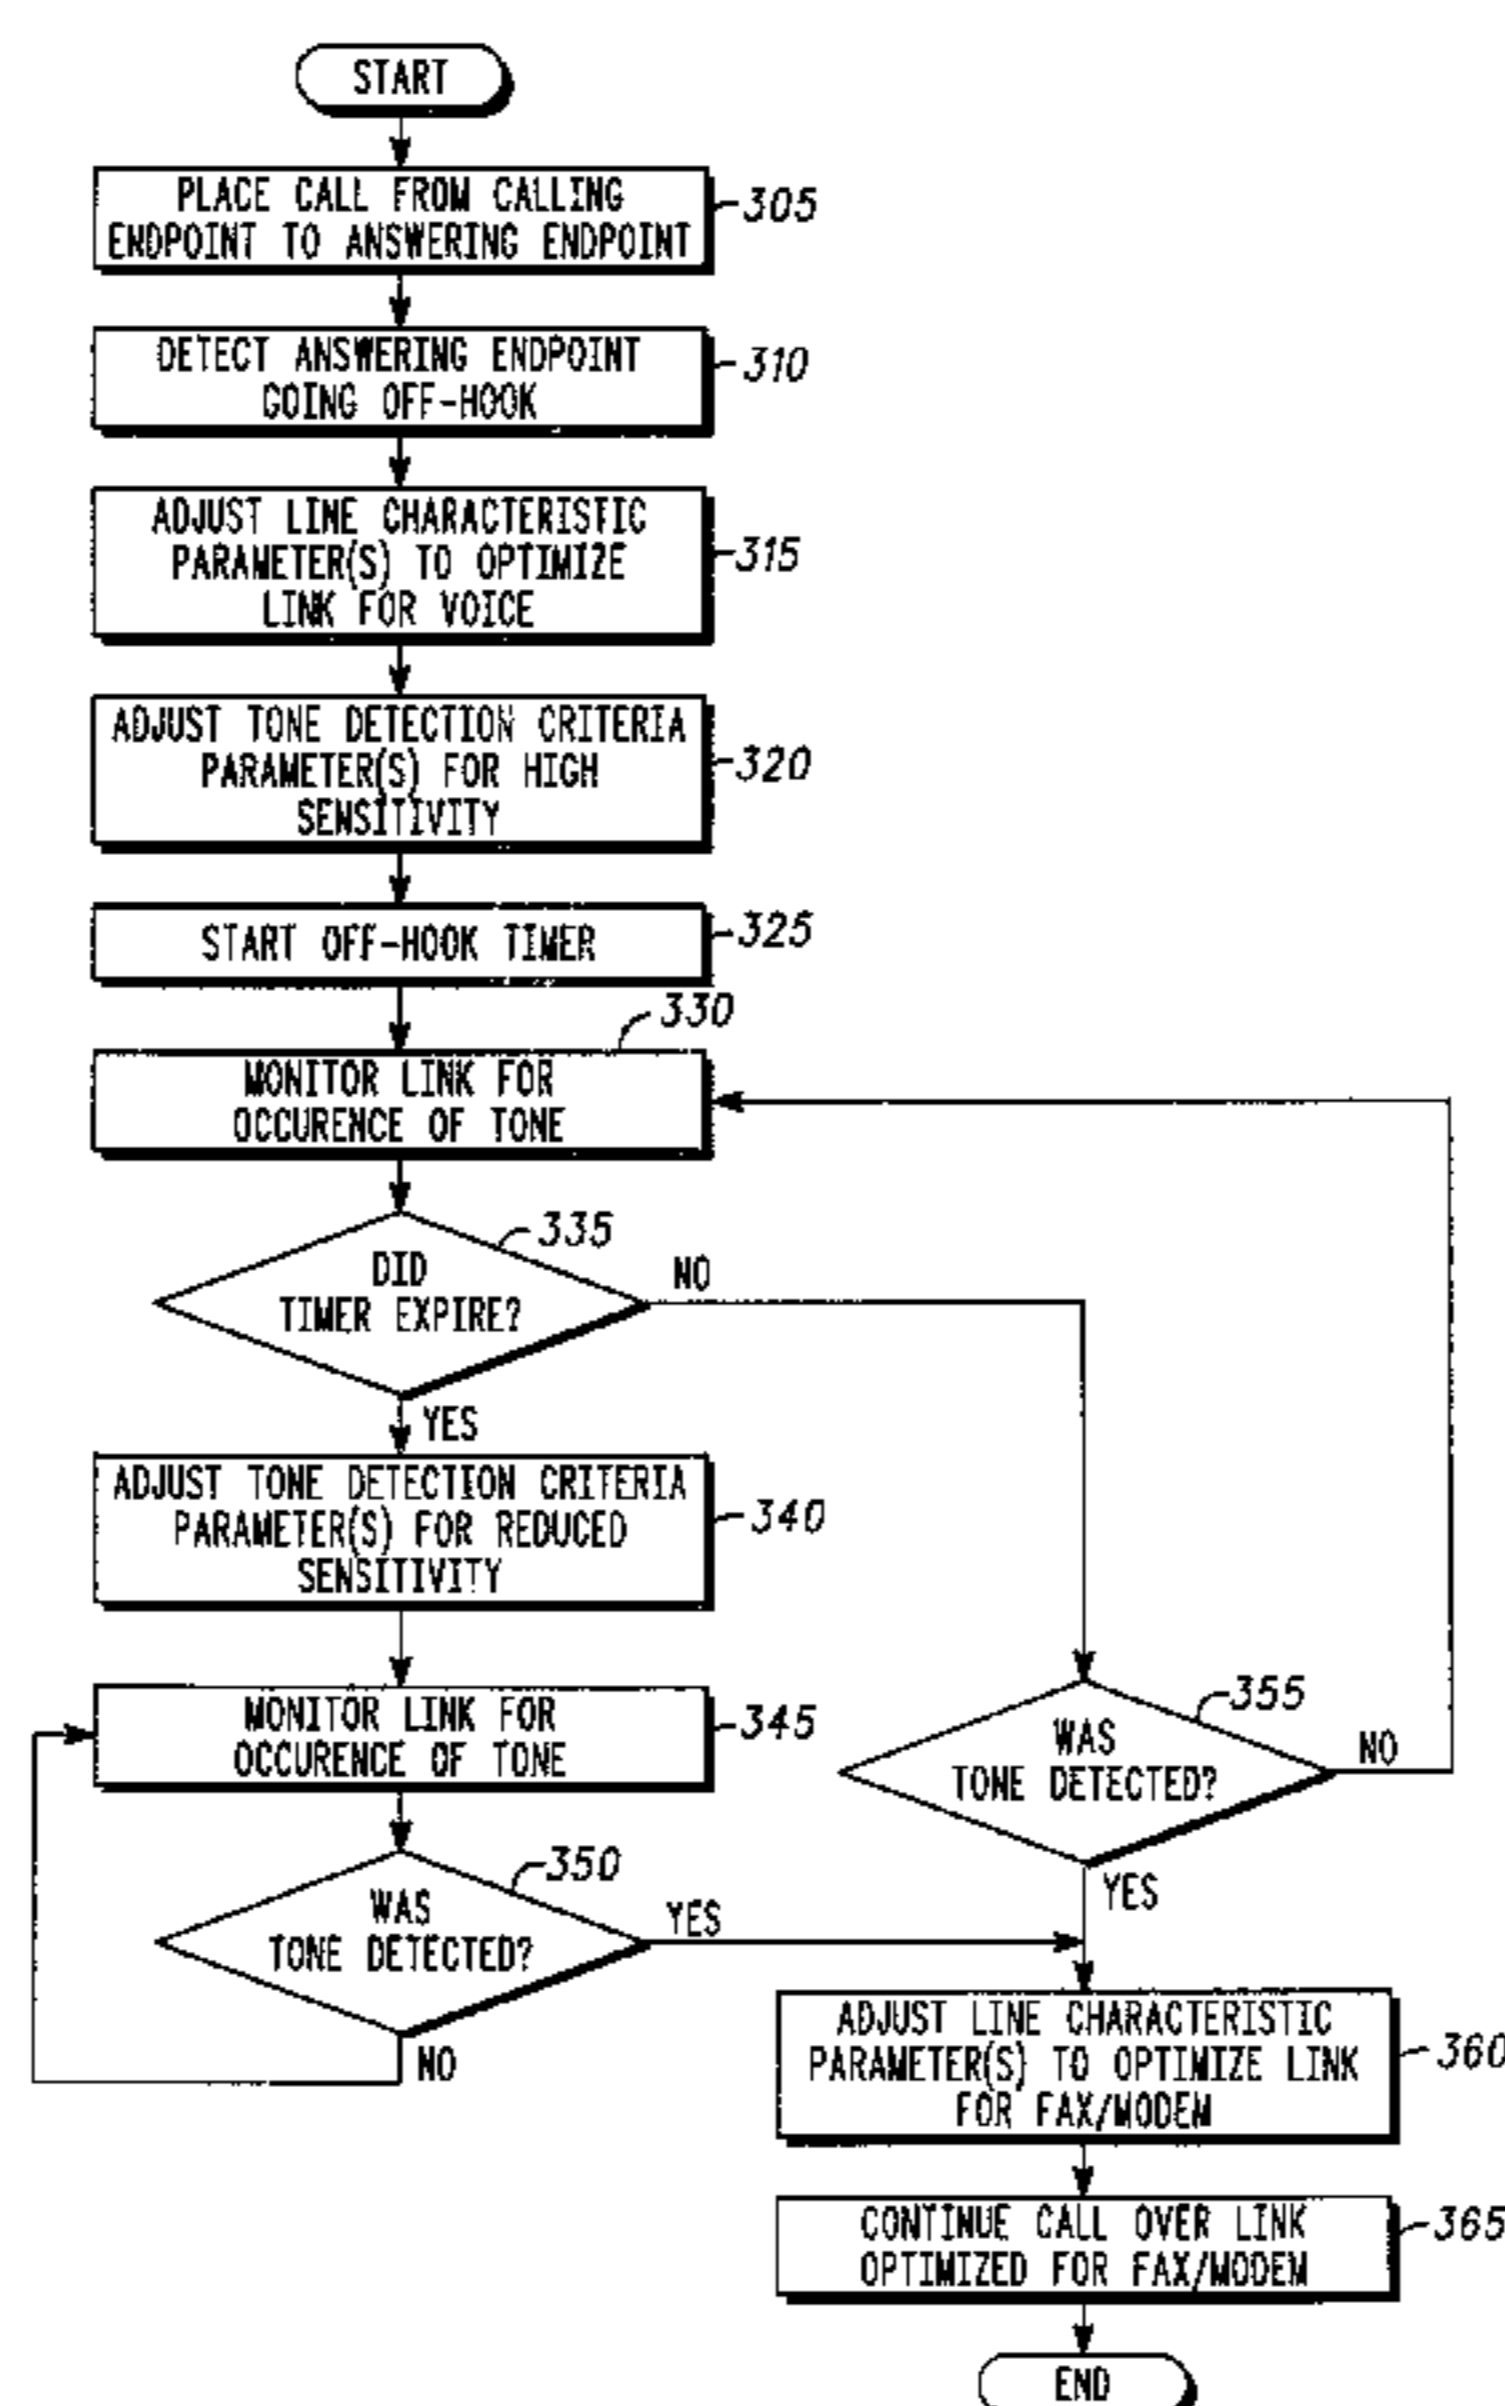 START
PLACE CALL FROM CALLING
ENDPOINT TO ANSWERING ENDPOINT
305
DETECT ANSWERING ENDPOINT
GOING OFF-HOOK
310
ADJUST LINE CHARACTERISTIC
PARAMETER(S) TO OPTIMIZE
LINK FOR VOICE
315
ADJUST TONE DETECTION CRITERIA
PARAMETER(S) FOR HIGH
SENSITIVITY
320
START OFF-HOOK TIMER
325
330
MONITOR LINK FOR
OCCURENCE OF TONE
335
DID
TIMER EXPIRE?
NO
YES
ADJUST TONE DETECTION CRITERIA
PARAMETER(S) FOR REDUCED
SENSITIVITY
340
MONITOR LINK FOR
OCCURENCE OF TONE
345
355
WAS
TONE DETECTED?
NO
YES
350
WAS
TONE DETECTED?
YES
NO
ADJUST LINE CHARACTERISTIC
PARAMETER(S) TO OPTIMIZE LINK
FOR FAX/MODEM
360
CONTINUE CALL OVER LINK
OPTIMIZED FOR FAX/MODEM
365
END